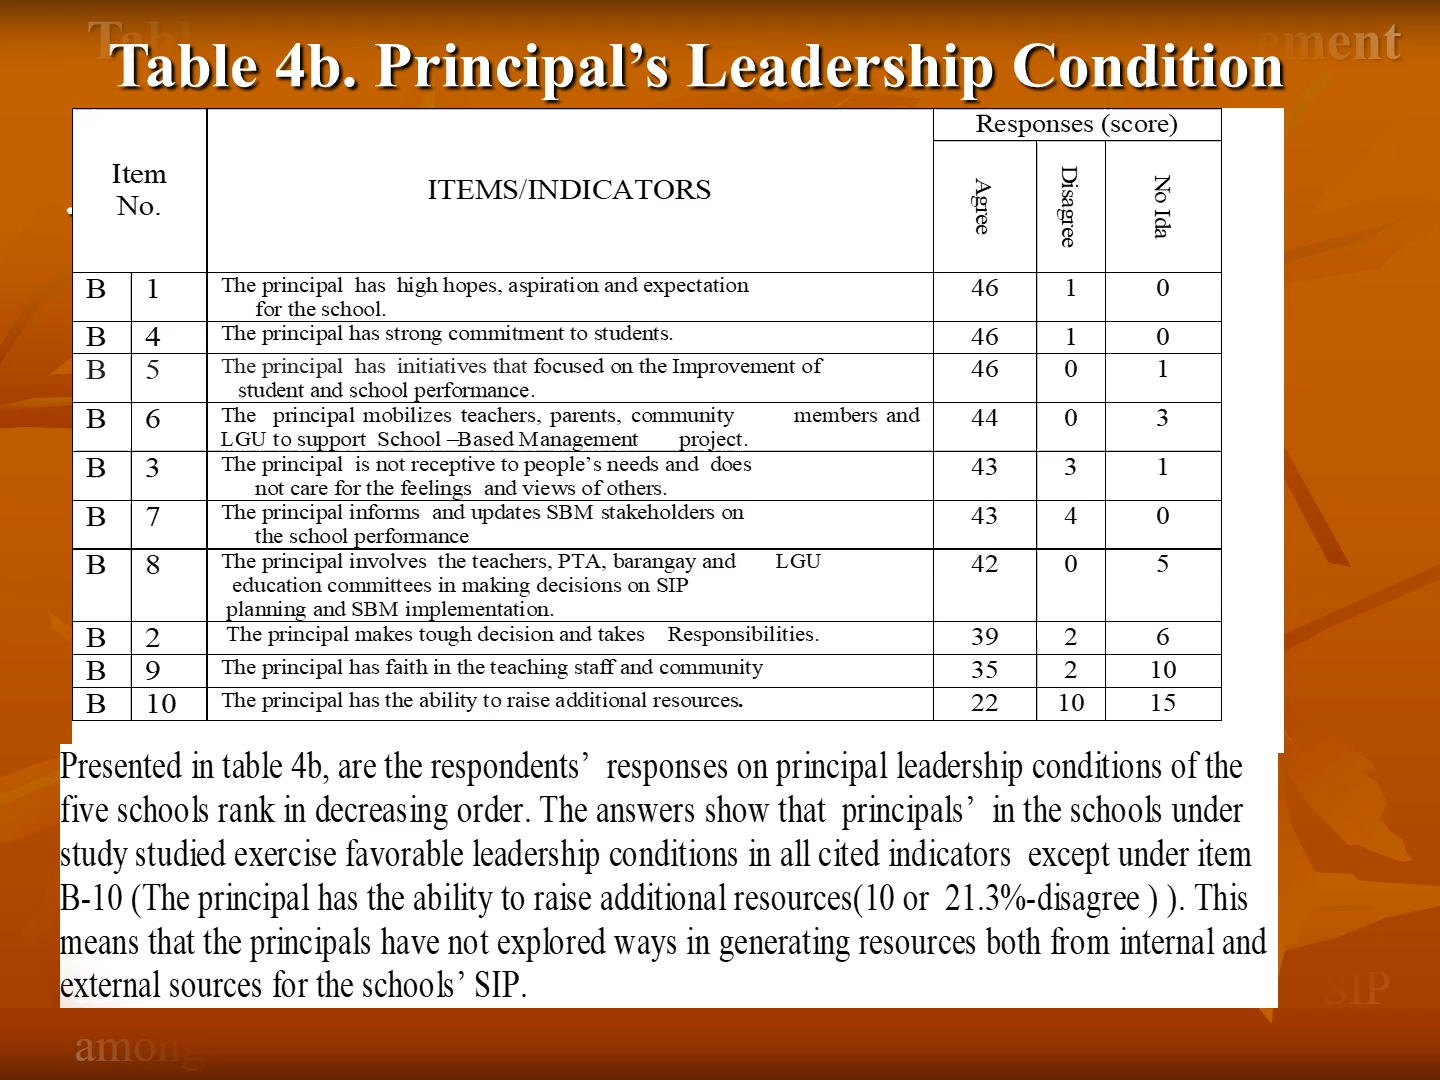 Table 4b. Principal's Leadership Condition
ement
Responses (score)
Item
No.
ITEMS/INDICATORS
Agree
Disagree
No Ida
B 1 The principal has high hopes, aspiration and expectation 46 1 0
for the school.
B 4 The principal has strong commitment to students. 46 1 0
B 5 The principal has initiatives that focused on the Improvement of 46 0 1
student and school performance.
B 6 The principal mobilizes teachers, parents, community members and 44 0 3
LGU to support School –Based Management project.
B 3 The principal is not receptive to people's needs and does 43 3 1
not care for the feelings and views of others.
B 7 The principal informs and updates SBM stakeholders on 43 4 0
the school performance
B 8 The principal involves the teachers, PTA, barangay and LGU 42 0 5
education committees in making decisions on SIP
planning and SBM implementation.
B 2 The principal makes tough decision and takes Responsibilities. 39 2 6
B 9 The principal has faith in the teaching staff and community 35 2 10
B 10 The principal has the ability to raise additional resources. 22 10 15
Presented in table 4b, are the respondents' responses on principal leadership conditions of the
five schools rank in decreasing order. The answers show that principals' in the schools under
study studied exercise favorable leadership conditions in all cited indicators except under item
B-10 (The principal has the ability to raise additional resources(10 or 21.3%-disagree ) ). This
means that the principals have not explored ways in generating resources both from internal and
external sources for the schools' SIP.
SIP
among